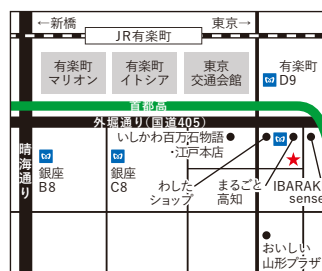 ←新橋
東京→
JR有楽町
有楽町
マリオン
有楽町
イトシア
東京
交通会館
有楽町
D9
首都高
外堀通り(国道405)
晴海通り
いしかわ百万石物語
・江戸本店
銀座
B8
銀座
C8
わした
ショップ
まるごと
高知
IBARAK
sense
おいしい
山形プラザ